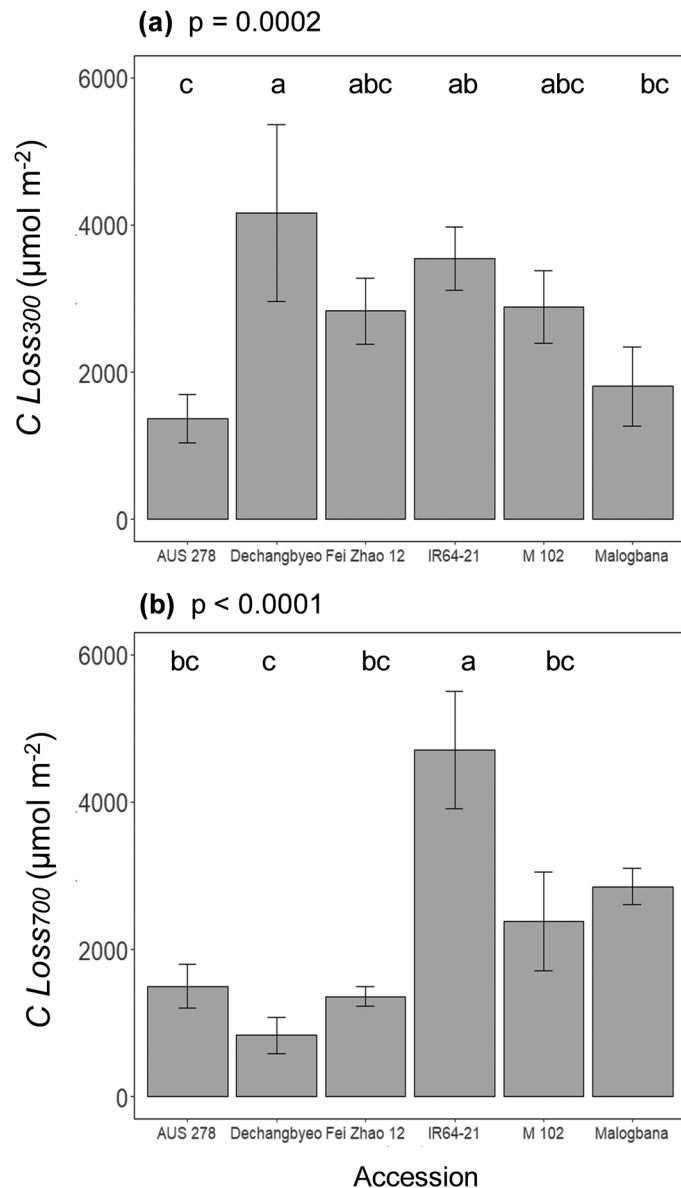 (a) p = 0.0002
6000
c a abc ab abc bc
4000
2000
0
C Loss300 (µmol m-2)
AUS 278 Dechangbyeo Fei Zhao 12 IR64-21 M 102 Malogbana
(b) p < 0.0001
6000
bc c bc a bc
4000
2000
0
C Loss700 (µmol m-2)
AUS 278 Dechangbyeo Fei Zhao 12 IR64-21 M 102 Malogbana
Accession